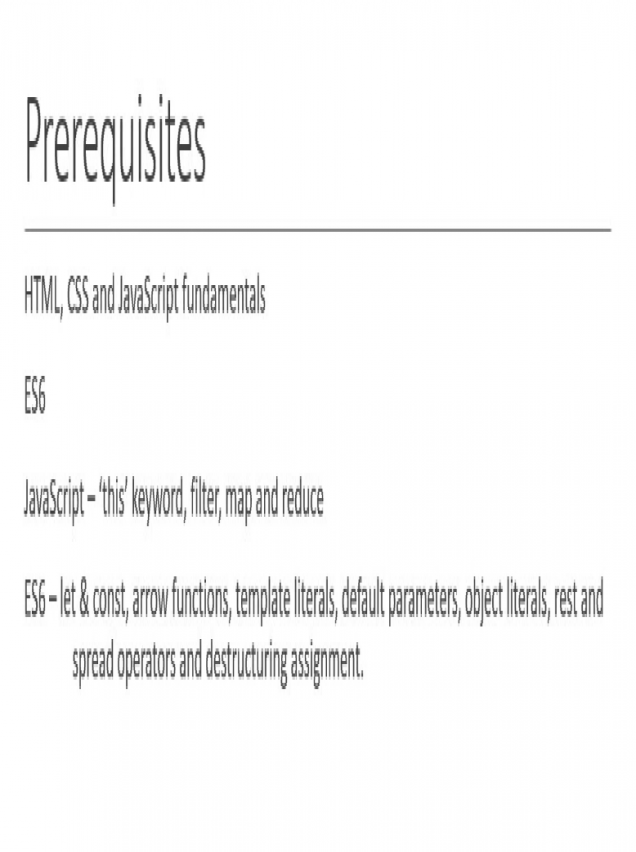 Prerequisites
HTML, CSS and JavaScript fundamentals
ES6
JavaScript – ‘this’ keyword, filter, map and reduce
ES6 – let & const, arrow functions, template literals, default parameters, object literals, rest and
spread operators and destructuring assignment.